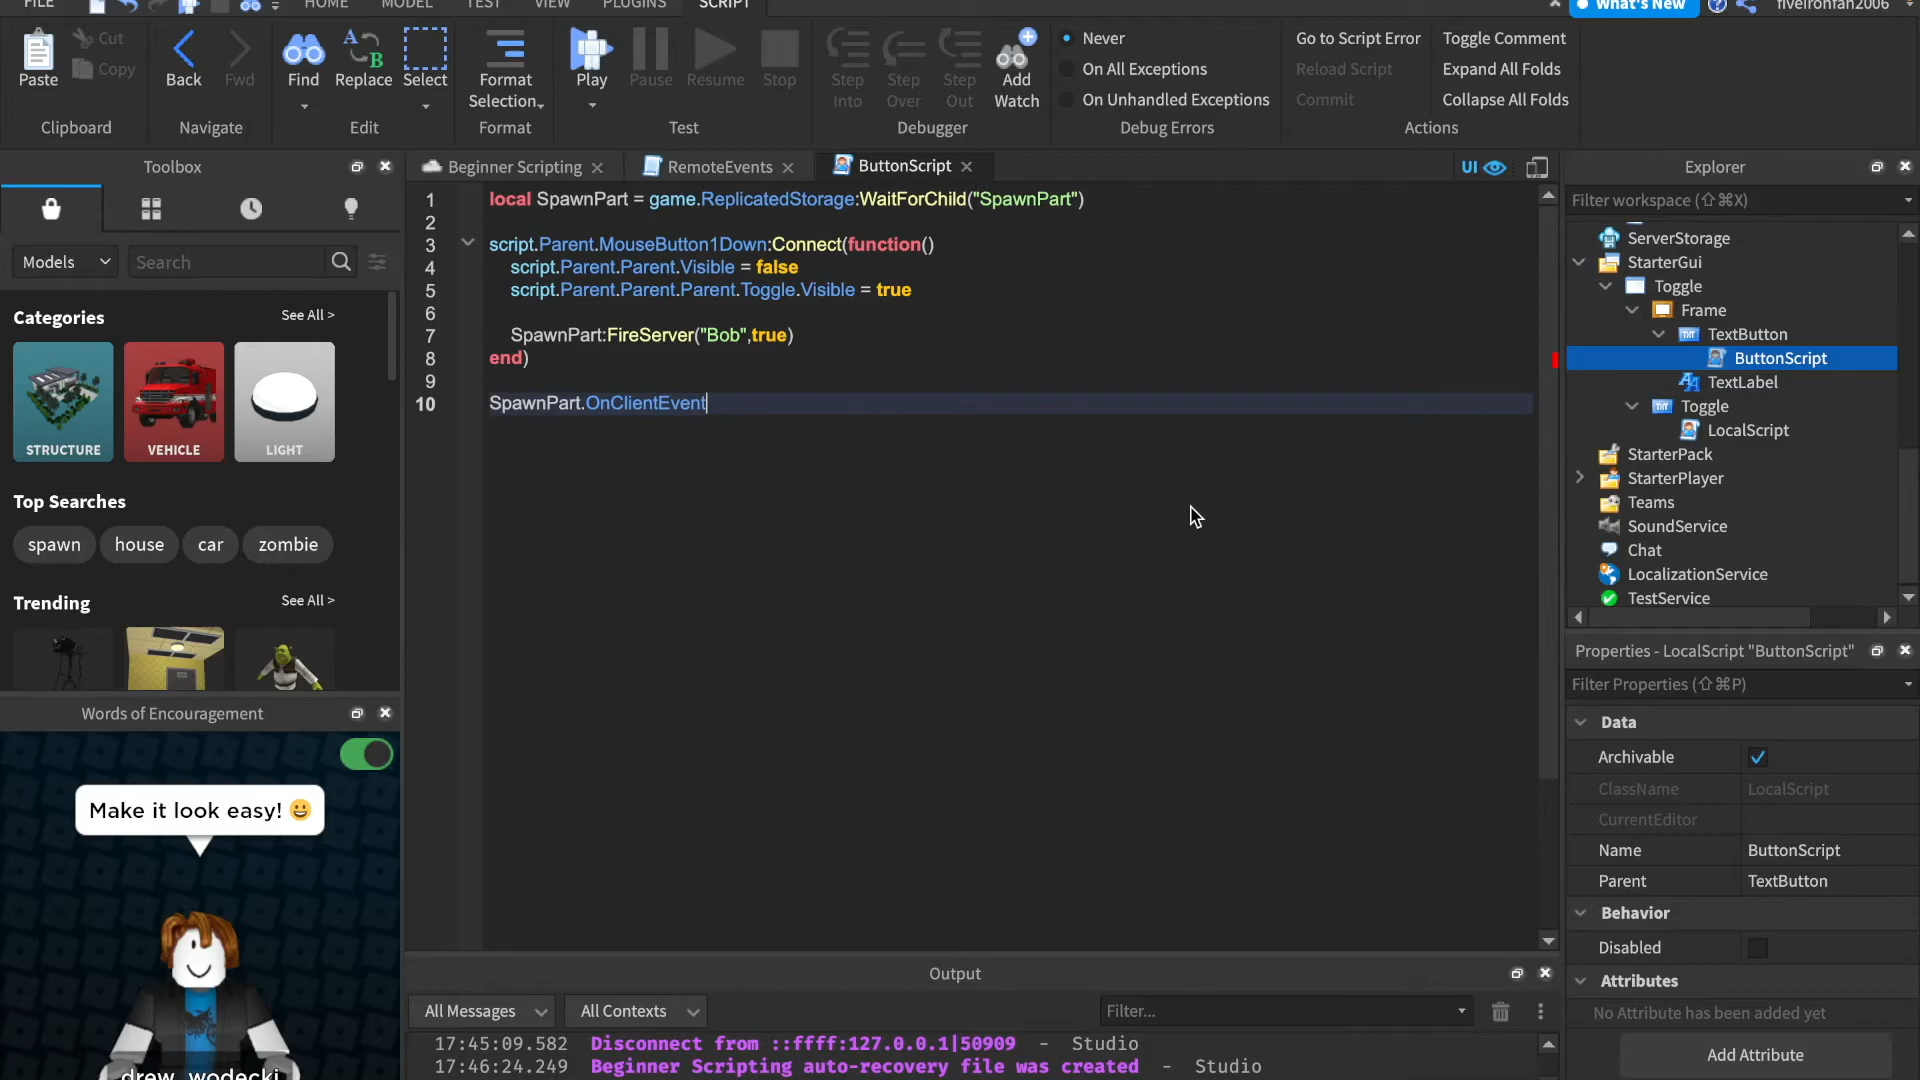 FILE
HOME
MODEL
TEST
VIEW
PLUGINS
SCRIPT
What's New
fiveironfan2006
Paste
Cut
Copy
Clipboard
Back
Fwd
Navigate
Find
Replace
Select
Edit
Format
Selection
Format
Play
Pause
Resume
Stop
Test
Step
Into
Step
Over
Step
Out
Add
Watch
Debugger
Never
On All Exceptions
On Unhandled Exceptions
Debug Errors
Go to Script Error
Reload Script
Commit
Toggle Comment
Expand All Folds
Collapse All Folds
Actions
Toolbox
Models
Search
Categories
See All >
STRUCTURE
VEHICLE
LIGHT
Top Searches
spawn
house
car
zombie
Trending
See All >
Words of Encouragement
Make it look easy! 😀
drew_wodecki
Beginner Scripting
RemoteEvents
ButtonScript
UI
1 local SpawnPart = game.ReplicatedStorage:WaitForChild("SpawnPart")
2
3 script.Parent.MouseButton1Down:Connect(function()
4 script.Parent.Parent.Visible = false
5 script.Parent.Parent.Parent.Toggle.Visible = true
6
7 SpawnPart:FireServer("Bob",true)
8 end)
9
10 SpawnPart.OnClientEvent
Output
All Messages
All Contexts
Filter...
17:45:09.582 Disconnect from ::ffff:127.0.0.1|50909 - Studio
17:46:24.249 Beginner Scripting auto-recovery file was created - Studio
Explorer
Filter workspace (⇧⌘X)
ServerStorage
StarterGui
Toggle
Frame
TextButton
ButtonScript
TextLabel
Toggle
LocalScript
StarterPack
StarterPlayer
Teams
SoundService
Chat
LocalizationService
TestService
Properties - LocalScript "ButtonScript"
Filter Properties (⇧⌘P)
Data
Archivable
ClassName LocalScript
CurrentEditor
Name ButtonScript
Parent TextButton
Behavior
Disabled
Attributes
No Attribute has been added yet
Add Attribute